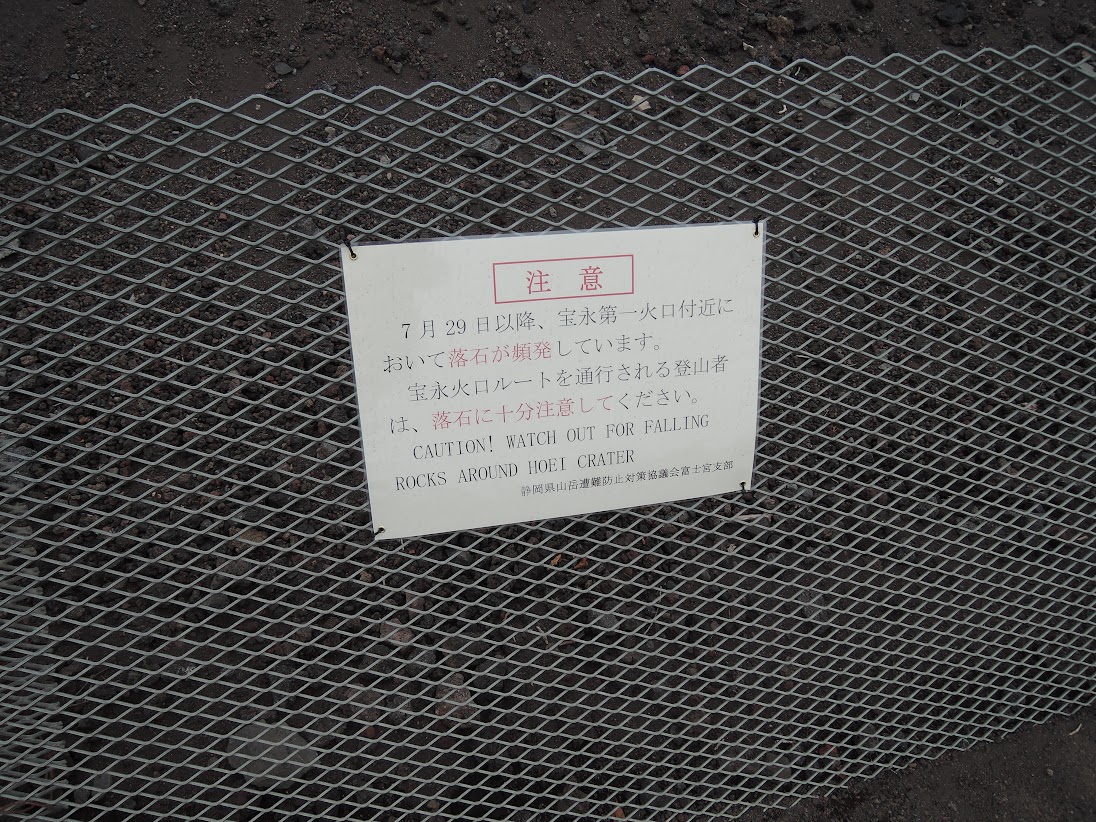 注 意
7月29日以降、宝永第一火口付近に
おいて落石が頻発しています。
宝永火口ルートを通行される登山者
は、落石に十分注意してください。
CAUTION! WATCH OUT FOR FALLING
ROCKS AROUND HOEI CRATER
静岡県山岳遭難防止対策協議会富士宮支部